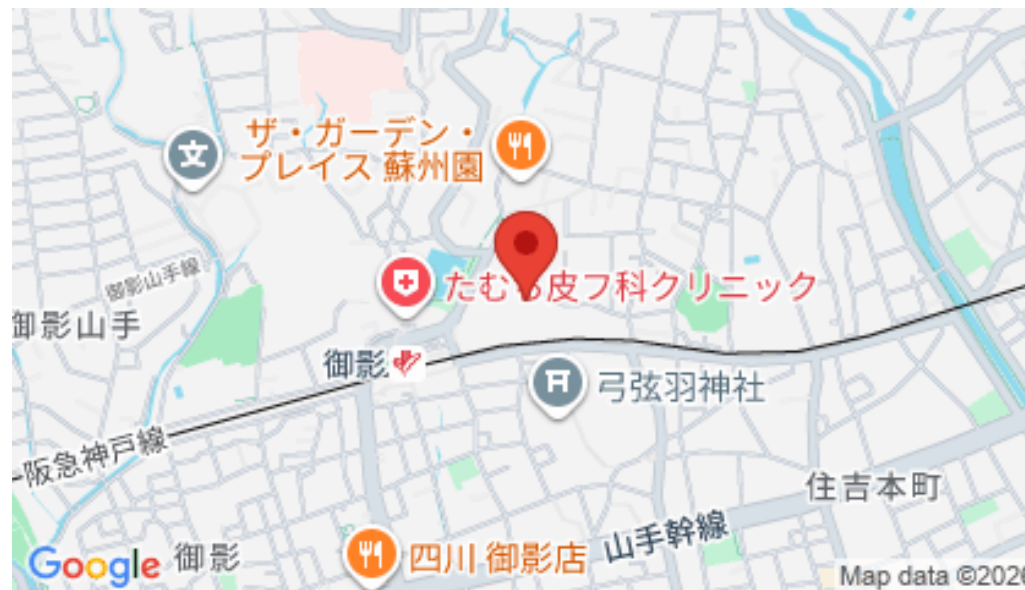 ザ・ガーデン・
プレイス 蘇州園
御影山手線
御影山手
たむ
皮フ科クリニック
御影
弓弦羽神社
阪急神戸線
住吉本町
山手幹線
四川 御影店
御影
Google
Map data ©2026
文